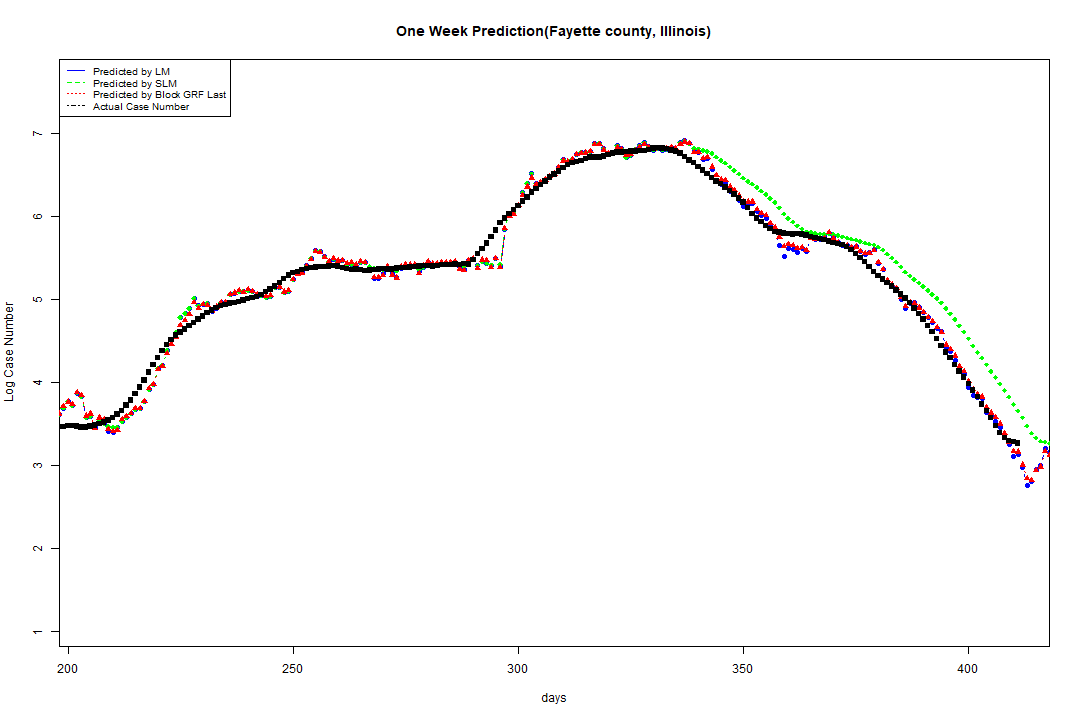 One Week Prediction(Fayette county, Illinois)
Predicted by LM
Predicted by SLM
Predicted by Block GRF Last
Actual Case Number
Log Case Number
7
6
5
4
3
2
1
200 250 300 350 400
days